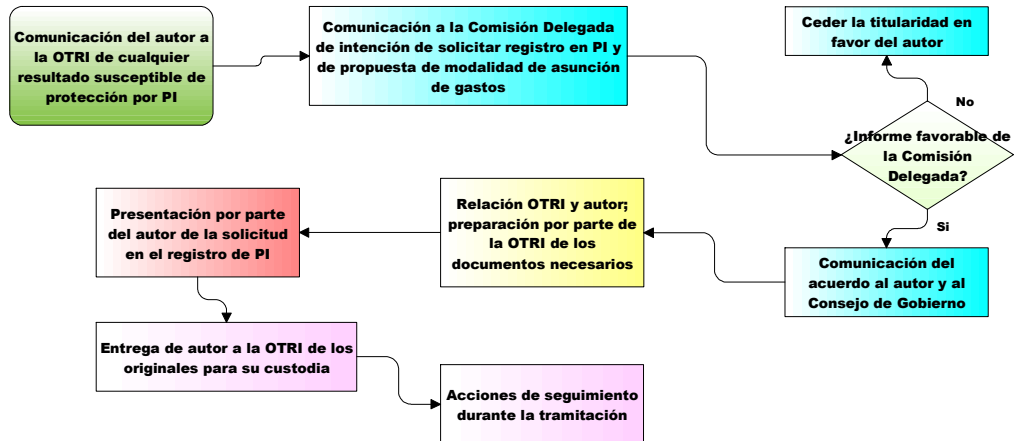 Comunicación del autor a
la OTRI de cualquier
resultado susceptible de
protección por PI
Comunicación a la Comisión Delegada
de intención de solicitar registro en PI y
de propuesta de modalidad de asunción
de gastos
Ceder la titularidad en
favor del autor
No
¿Informe favorable de
la Comisión
Delegada?
Si
Comunicación del
acuerdo al autor y al
Consejo de Gobierno
Relación OTRI y autor;
preparación por parte de
la OTRI de los
documentos necesarios
Presentación por parte
del autor de la solicitud
en el registro de PI
Entrega de autor a la OTRI de los
originales para su custodia
Acciones de seguimiento
durante la tramitación